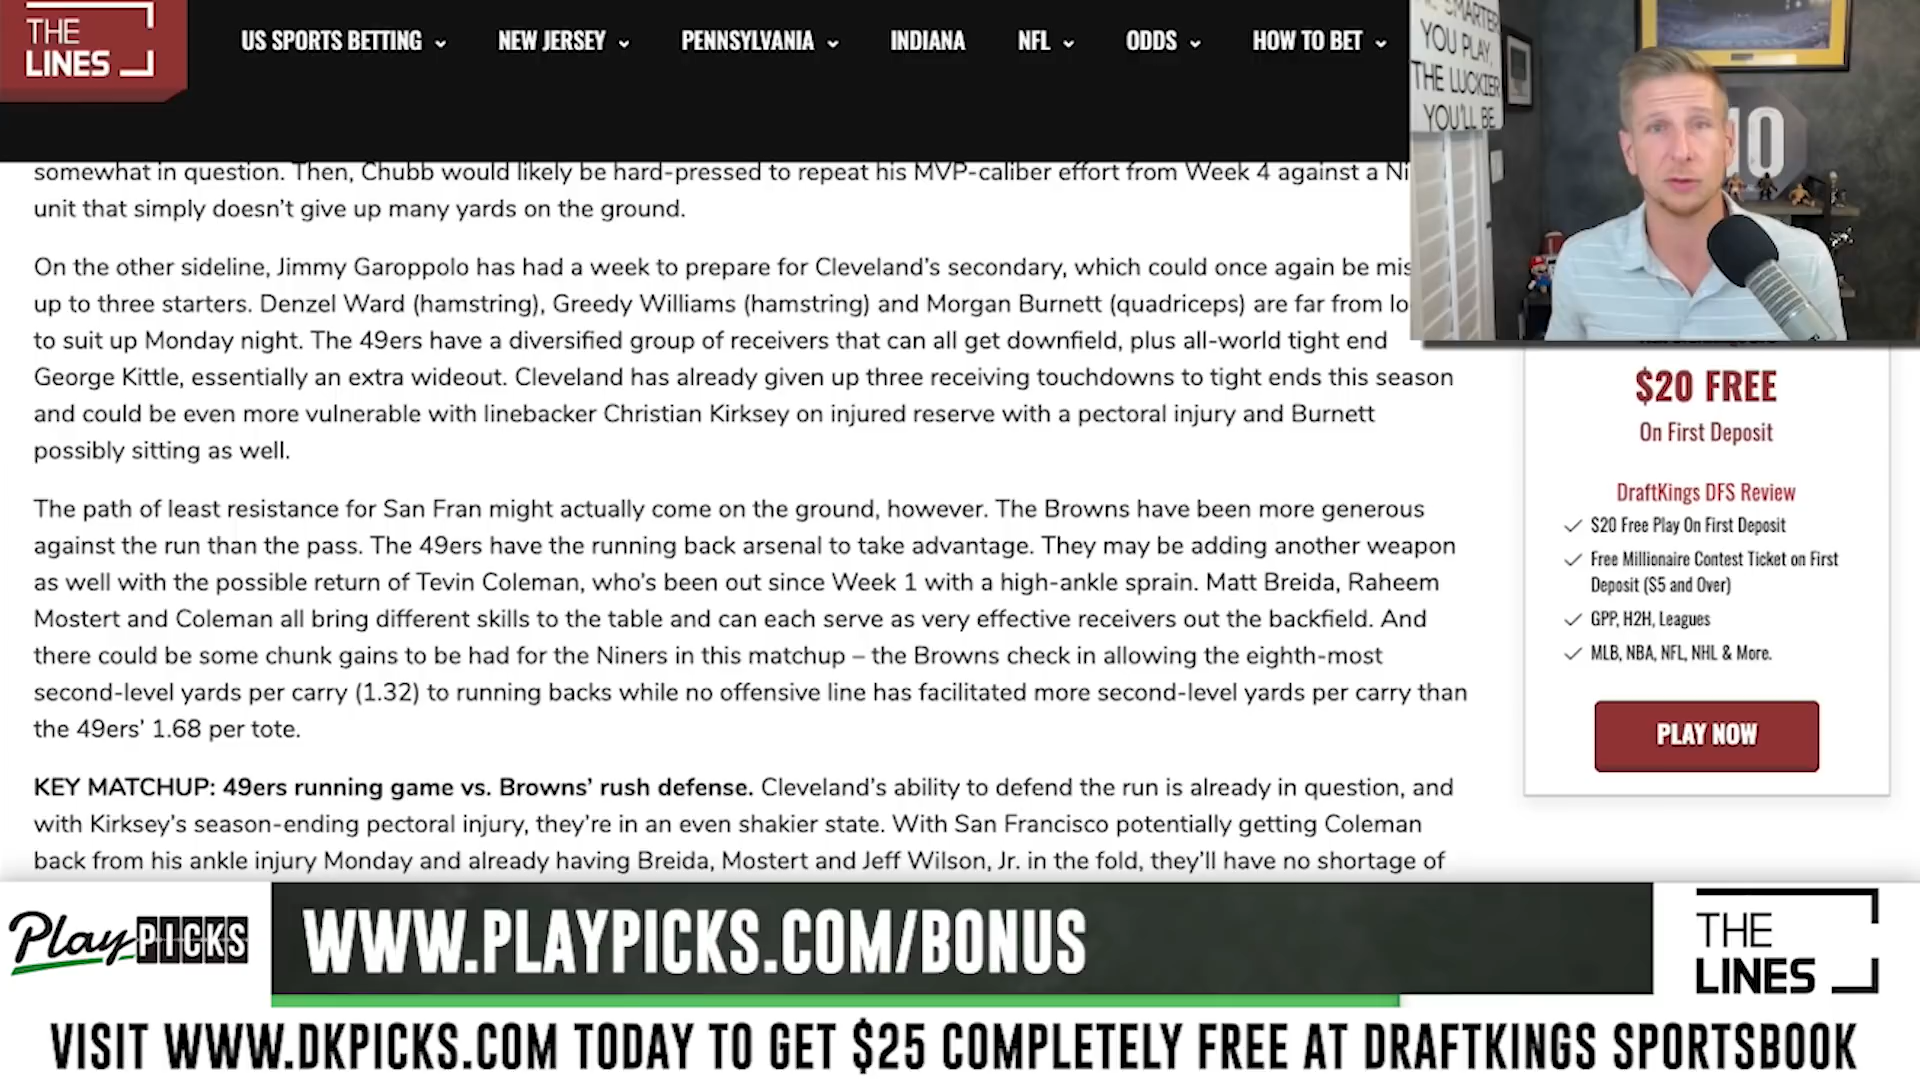 THE
LINES
US SPORTS BETTING
NEW JERSEY
PENNSYLVANIA
INDIANA
NFL
ODDS
HOW TO BET
SMARTER
YOU PLAY,
THE LUCKIER
YOU'LL BE
somewhat in question. Then, Chubb would likely be hard-pressed to repeat his MVP-caliber effort from Week 4 against a Ni
unit that simply doesn't give up many yards on the ground.
On the other sideline, Jimmy Garoppolo has had a week to prepare for Cleveland's secondary, which could once again be mis
up to three starters. Denzel Ward (hamstring), Greedy Williams (hamstring) and Morgan Burnett (quadriceps) are far from lo
to suit up Monday night. The 49ers have a diversified group of receivers that can all get downfield, plus all-world tight end
George Kittle, essentially an extra wideout. Cleveland has already given up three receiving touchdowns to tight ends this season
and could be even more vulnerable with linebacker Christian Kirksey on injured reserve with a pectoral injury and Burnett
possibly sitting as well.
The path of least resistance for San Fran might actually come on the ground, however. The Browns have been more generous
against the run than the pass. The 49ers have the running back arsenal to take advantage. They may be adding another weapon
as well with the possible return of Tevin Coleman, who's been out since Week 1 with a high-ankle sprain. Matt Breida, Raheem
Mostert and Coleman all bring different skills to the table and can each serve as very effective receivers out the backfield. And
there could be some chunk gains to be had for the Niners in this matchup – the Browns check in allowing the eighth-most
second-level yards per carry (1.32) to running backs while no offensive line has facilitated more second-level yards per carry than
the 49ers' 1.68 per tote.
KEY MATCHUP: 49ers running game vs. Browns' rush defense. Cleveland's ability to defend the run is already in question, and
with Kirksey's season-ending pectoral injury, they're in an even shakier state. With San Francisco potentially getting Coleman
back from his ankle injury Monday and already having Breida, Mostert and Jeff Wilson, Jr. in the fold, they'll have no shortage of
$20 FREE
On First Deposit
DraftKings DFS Review
$20 Free Play On First Deposit
Free Millionaire Contest Ticket on First
Deposit ($5 and Over)
GPP, H2H, Leagues
MLB, NBA, NFL, NHL & More.
PLAY NOW
Play PICKS
WWW.PLAYPICKS.COM/BONUS
THE
LINES
VISIT WWW.DKPICKS.COM TODAY TO GET $25 COMPLETELY FREE AT DRAFTKINGS SPORTSBOOK